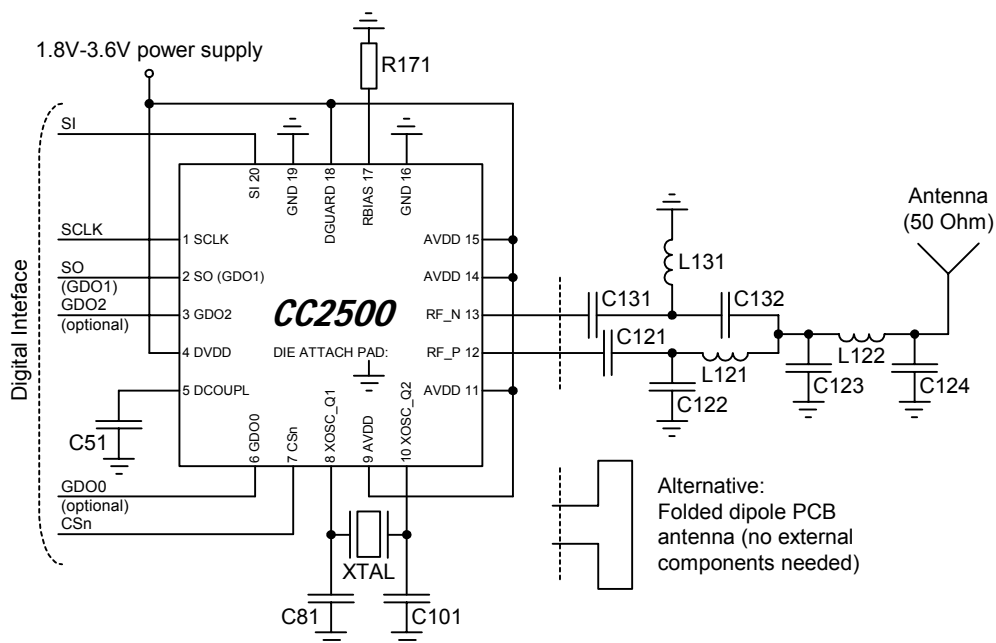 1.8V-3.6V power supply
R171
SI
SI 20
GND 19
DGUARD 18
RBIAS 17
GND 16
Antenna
(50 Ohm)
SCLK
1 SCLK
AVDD 15
SO
(GDO1)
2 SO (GDO1)
AVDD 14
L131
GDO2
(optional)
3 GDO2
CC2500
RF_N 13
C131
C132
Digital Inteface
4 DVDD
DIE ATTACH PAD:
RF_P 12
C121
L121
L122
C123
C124
5 DCOUPL
AVDD 11
C122
C51
6 GDO0
7 CSn
8 XOSC_Q1
9 AVDD
10 XOSC_Q2
GDO0
(optional)
CSn
XTAL
C81
C101
Alternative:
Folded dipole PCB
antenna (no external
components needed)